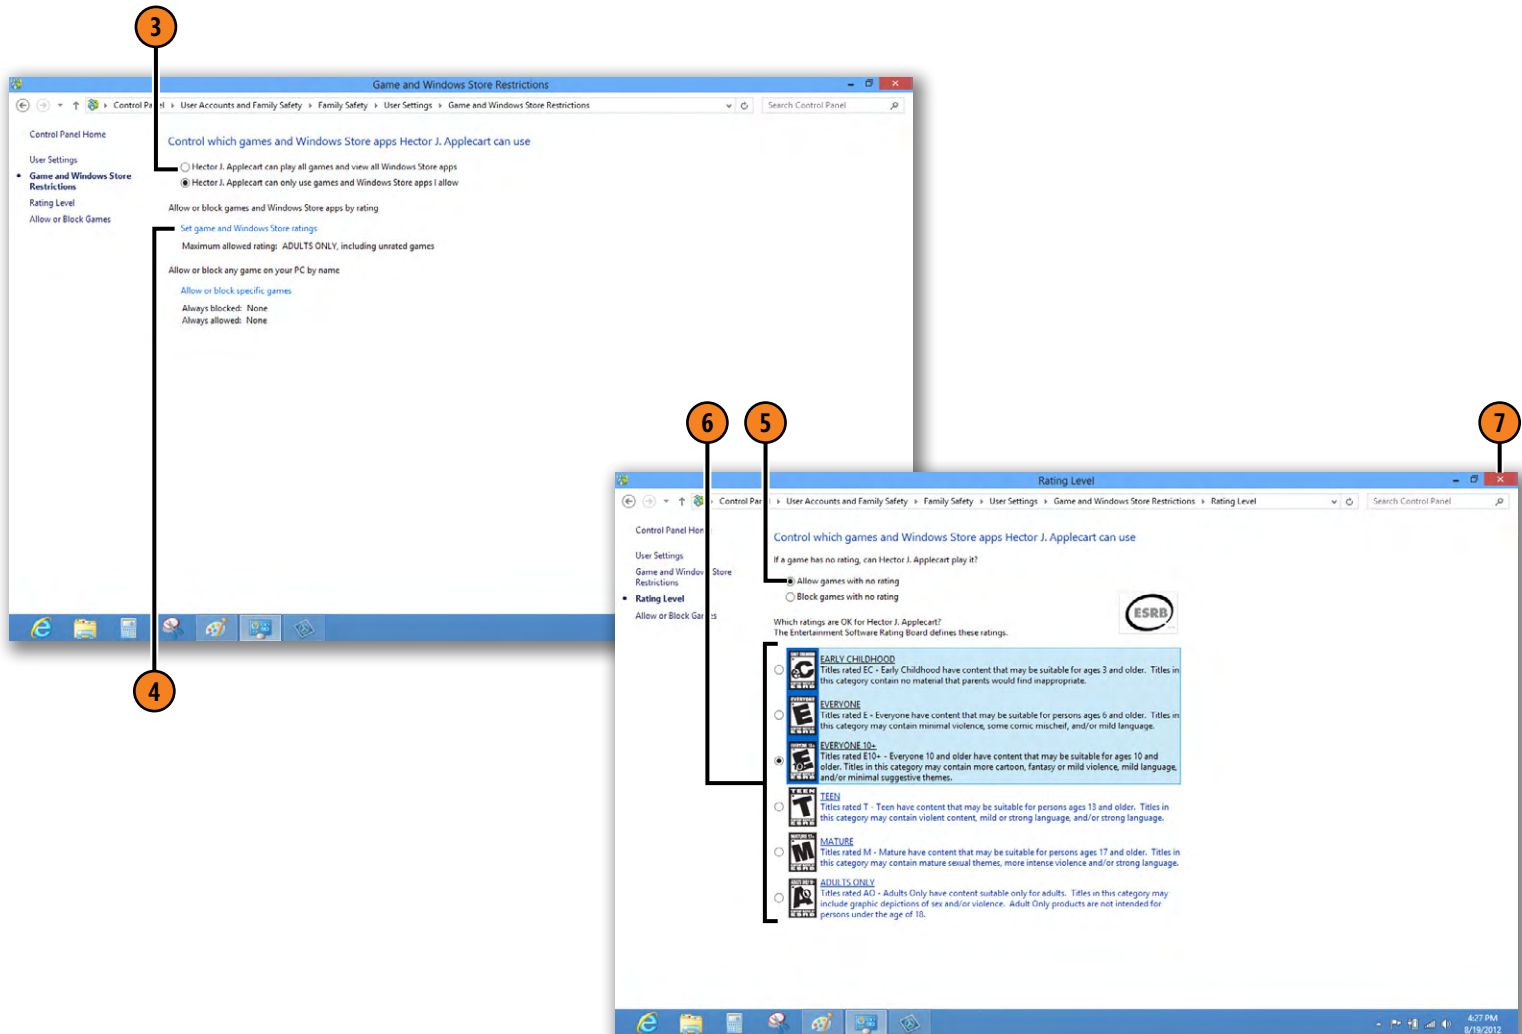 3
Game and Windows Store Restrictions
Control Pa el ▸ User Accounts and Family Safety ▸ Family Safety ▸ User Settings ▸ Game and Windows Store Restrictions
Search Control Panel
Control Panel Home
User Settings
Game and Windows Store
Restrictions
Rating Level
Allow or Block Games
Control which games and Windows Store apps Hector J. Applecart can use
Hector J. Applecart can play all games and view all Windows Store apps
Hector J. Applecart can only use games and Windows Store apps I allow
Allow or block games and Windows Store apps by rating
Set game and Windows Store ratings
Maximum allowed rating: ADULTS ONLY, including unrated games
Allow or block any game on your PC by name
Allow or block specific games
Always blocked: None
Always allowed: None
4
6
5
7
Rating Level
Control Par l ▸ User Accounts and Family Safety ▸ Family Safety ▸ User Settings ▸ Game and Windows Store Restrictions ▸ Rating Level
Search Control Panel
Control Panel Hor
User Settings
Game and Window Store
Restrictions
Rating Level
Allow or Block Gar es
Control which games and Windows Store apps Hector J. Applecart can use
If a game has no rating, can Hector J. Applecart play it?
Allow games with no rating
Block games with no rating
ESRB
Which ratings are OK for Hector J. Applecart?
The Entertainment Software Rating Board defines these ratings.
EARLY CHILDHOOD
Titles rated EC - Early Childhood have content that may be suitable for ages 3 and older. Titles in
this category contain no material that parents would find inappropriate.
EVERYONE
Titles rated E - Everyone have content that may be suitable for persons ages 6 and older. Titles in
this category may contain minimal violence, some comic mischeif, and/or mild language.
EVERYONE 10+
Titles rated E10+ - Everyone 10 and older have content that may be suitable for ages 10 and
older. Titles in this category may contain more cartoon, fantasy or mild violence, mild language,
and/or minimal suggestive themes.
TEEN
Titles rated T - Teen have content that may be suitable for persons ages 13 and older. Titles in
this category may contain violent content, mild or strong language, and/or strong language.
MATURE
Titles rated M - Mature have content that may be suitable for persons ages 17 and older. Titles in
this category may contain mature sexual themes, more intense violence and/or strong language.
ADULTS ONLY
Titles rated AO - Adults Only have content suitable only for adults. Titles in this category may
include graphic depictions of sex and/or violence. Adult Only products are not intended for
persons under the age of 18.
4:27 PM
8/19/2012